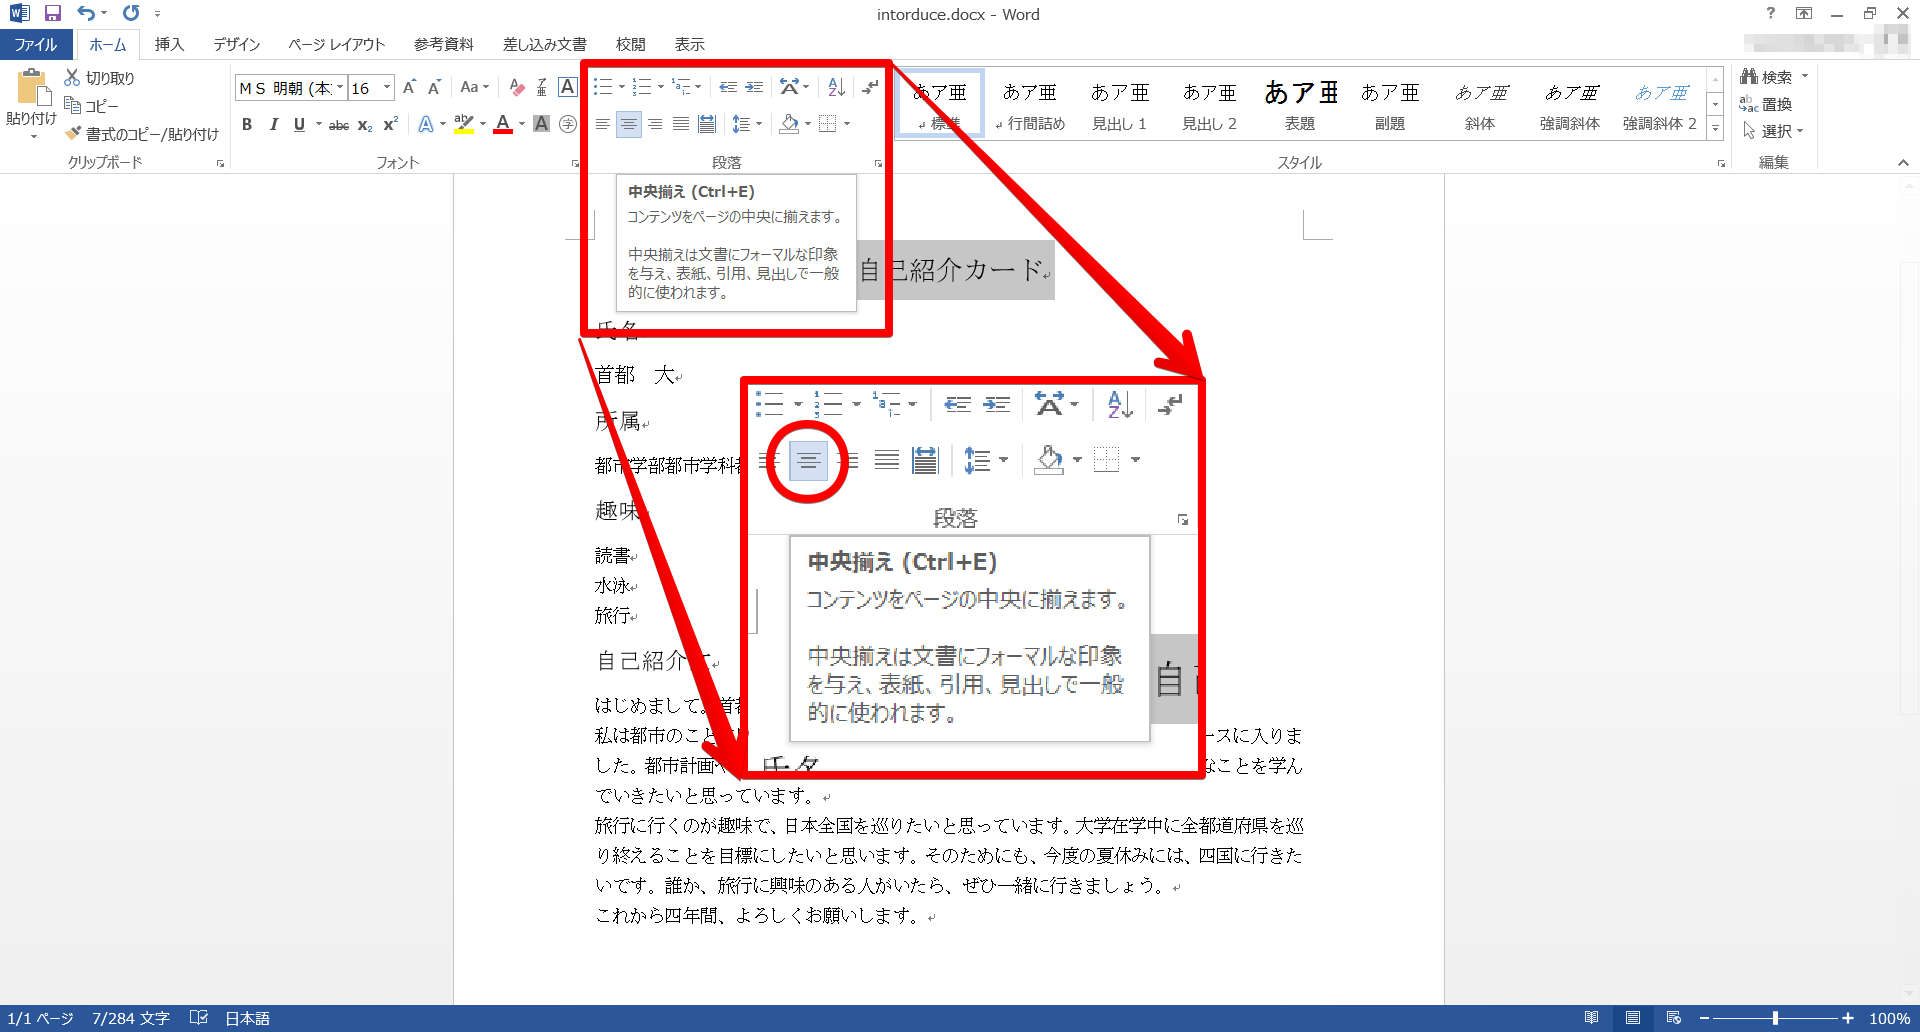 intorduce.docx - Word
?
ファイル ホーム 挿入 デザイン ページ レイアウト 参考資料 差し込み文書 校閲 表示
貼り付け
切り取り
コピー
書式のコピー/貼り付け
クリップボード
ＭＳ 明朝 (本 16
Aa
B I U abc x₂ x²
フォント
段落
あア亜 あア亜 あア亜 あア亜 あア亜 あア亜 あア亜 あア亜 あア亜
標準 行間詰め 見出し 1 見出し 2 表題 副題 斜体 強調斜体 強調斜体 2
スタイル
検索
置換
選択
編集
中央揃え (Ctrl+E)
コンテンツをページの中央に揃えます。
中央揃えは文書にフォーマルな印象
を与え、表紙、引用、見出しで一般
的に使われます。
自己紹介カード
氏名
首都　大
所属
都市学部都市学科
趣味
読書
水泳
旅行
自己紹介
段落
中央揃え (Ctrl+E)
コンテンツをページの中央に揃えます。
中央揃えは文書にフォーマルな印象
を与え、表紙、引用、見出しで一般
的に使われます。
自己
氏名
はじめまして。首都
私は都市のこと ースに入りま
した。都市計画や なことを学ん
でいきたいと思っています。
旅行に行くのが趣味で、日本全国を巡りたいと思っています。大学在学中に全都道府県を巡
り終えることを目標にしたいと思います。そのためにも、今度の夏休みには、四国に行きた
いです。誰か、旅行に興味のある人がいたら、ぜひ一緒に行きましょう。
これから四年間、よろしくお願いします。
1/1 ページ 7/284 文字 日本語 100%